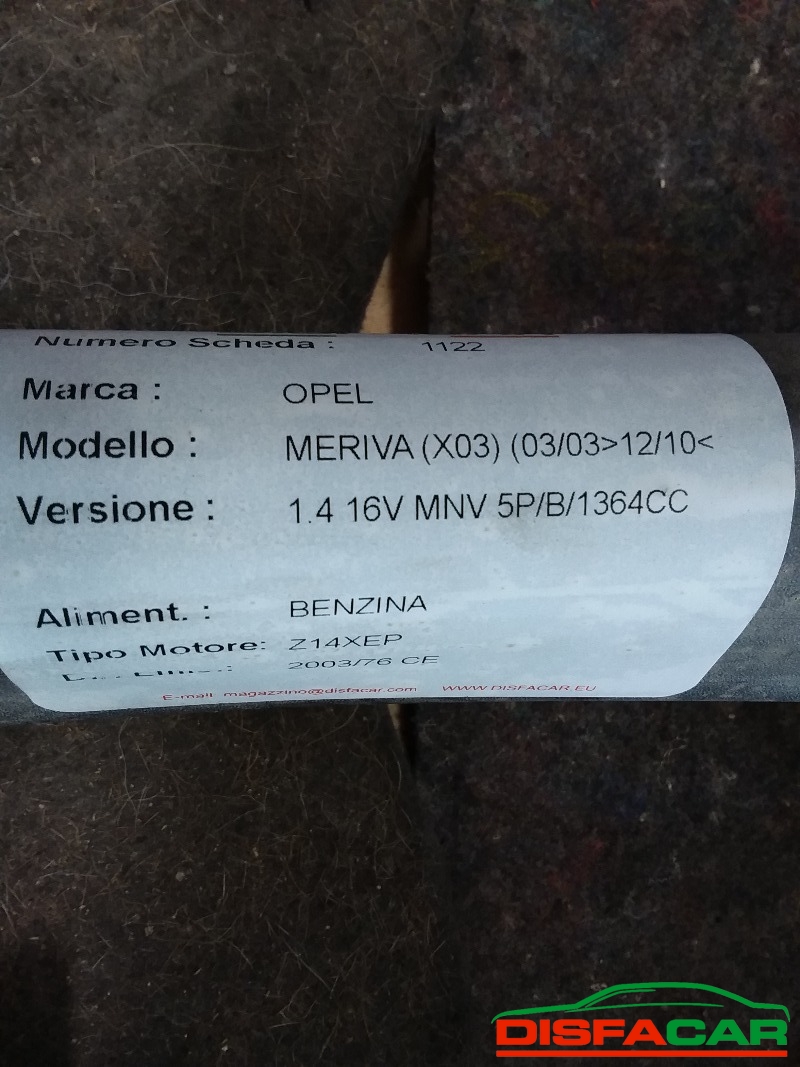 Numero Scheda : 1122
Marca : OPEL
Modello : MERIVA (X03) (03/03>12/10<
Versione : 1.4 16V MNV 5P/B/1364CC
Aliment. : BENZINA
Tipo Motore: Z14XEP
2003/76 CE
E-mail magazzino@disfacar.com WWW.DISFACAR.EU
DISFACAR